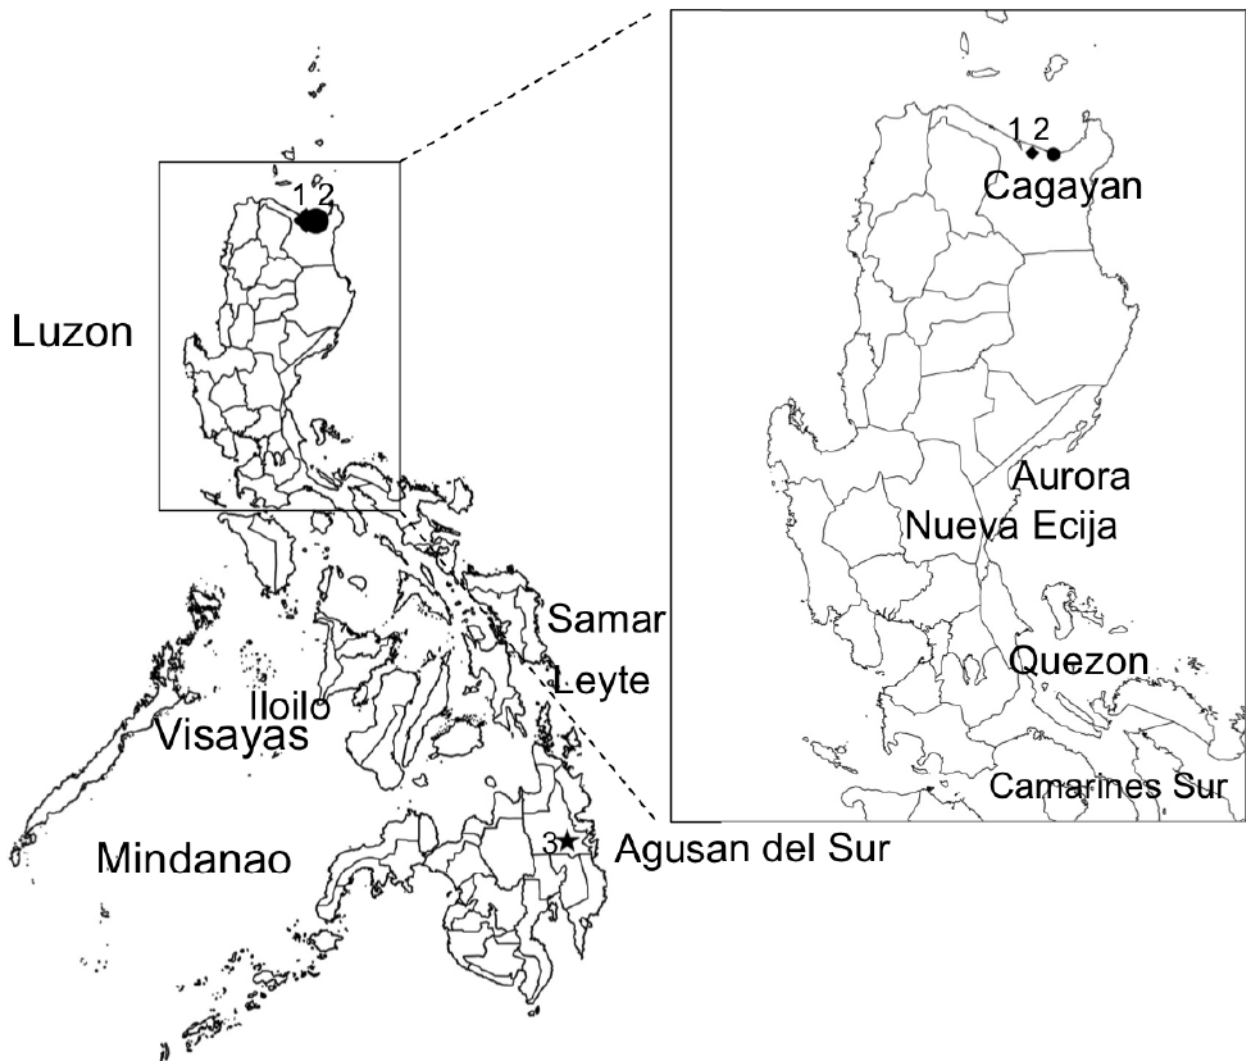 1 2
Luzon
Samar
Leyte
Iloilo
Visayas
Mindanao
3
Agusan del Sur
1 2
Cagayan
Aurora
Nueva Ecija
Quezon
Camarines Sur